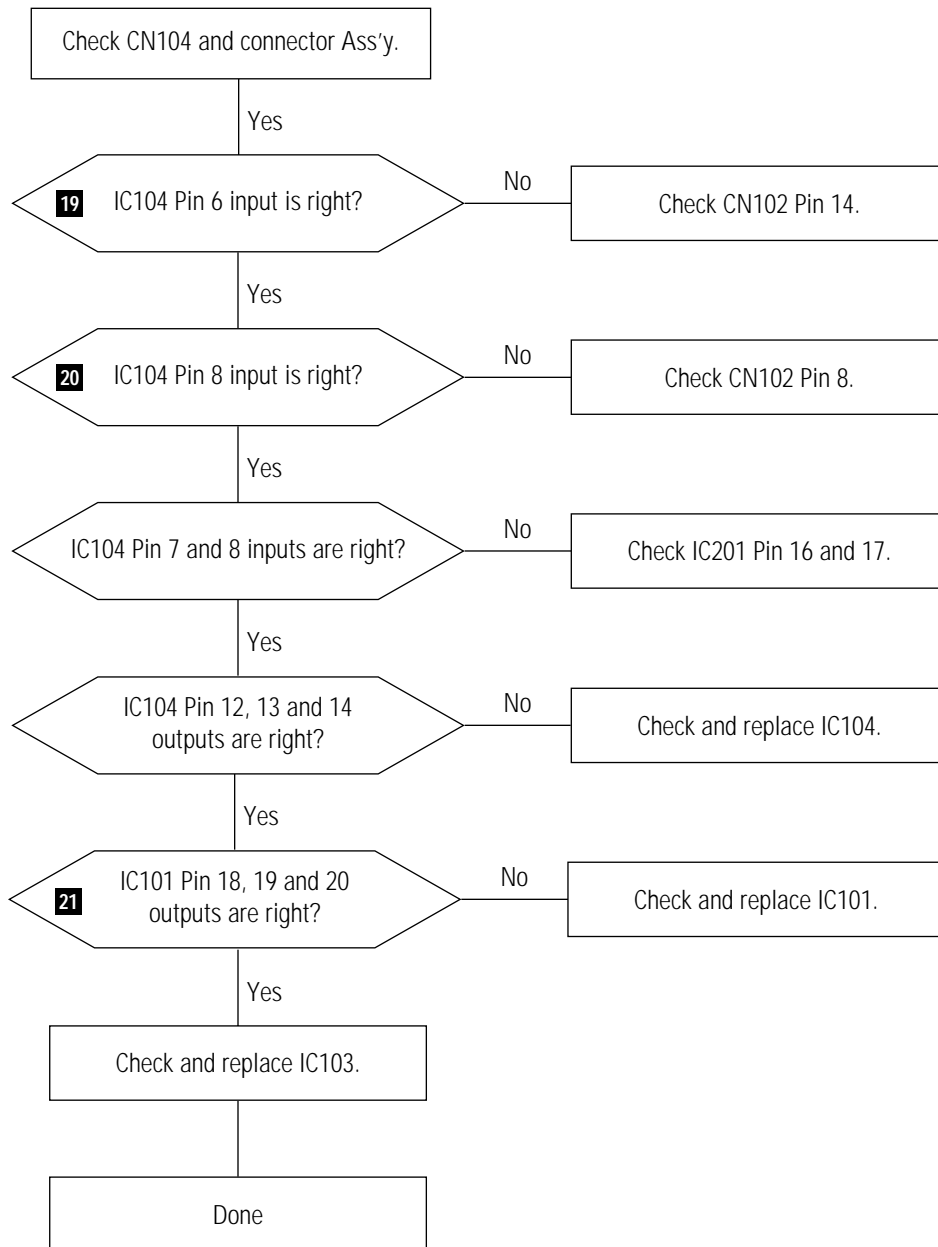 Check CN104 and connector Ass'y.
Yes
19 IC104 Pin 6 input is right?
No
Check CN102 Pin 14.
Yes
20 IC104 Pin 8 input is right?
No
Check CN102 Pin 8.
Yes
IC104 Pin 7 and 8 inputs are right?
No
Check IC201 Pin 16 and 17.
Yes
IC104 Pin 12, 13 and 14
outputs are right?
No
Check and replace IC104.
Yes
21 IC101 Pin 18, 19 and 20
outputs are right?
No
Check and replace IC101.
Yes
Check and replace IC103.
Done